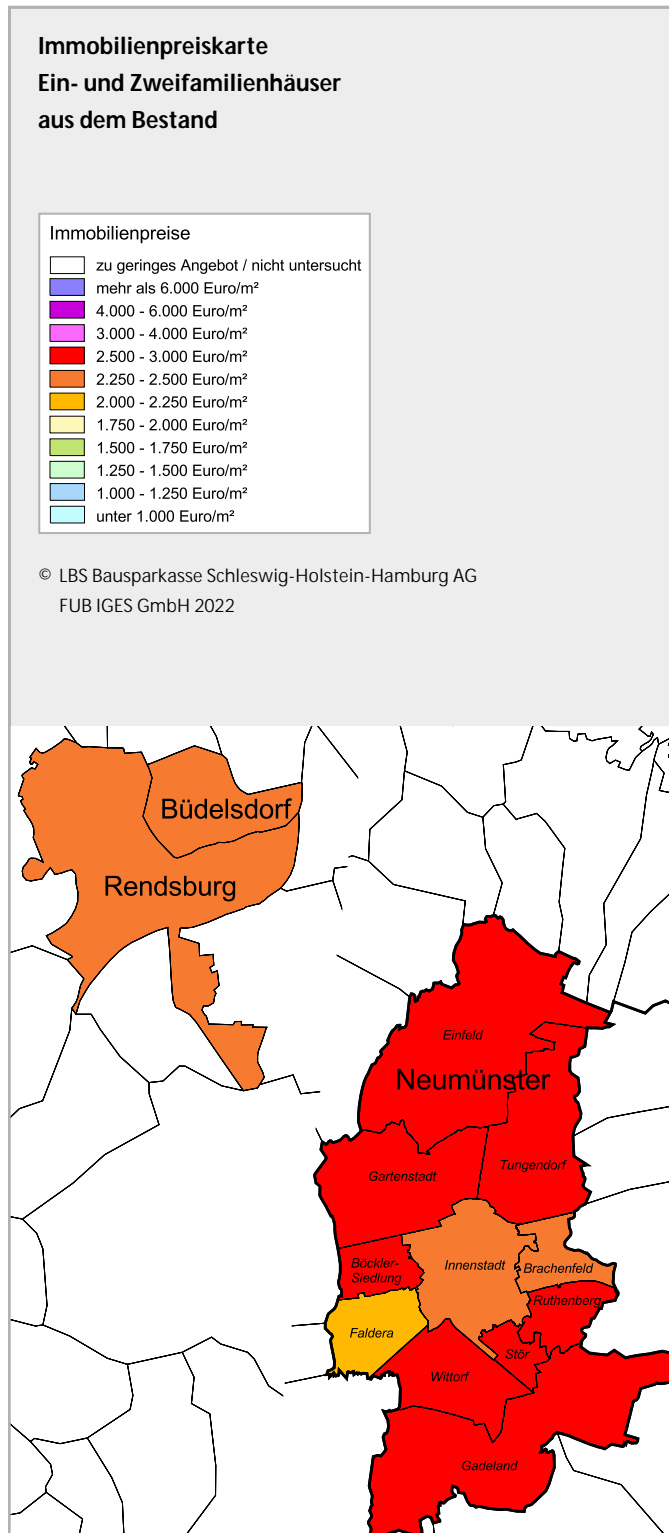 Immobilienpreiskarte
Ein- und Zweifamilienhäuser
aus dem Bestand
Immobilienpreise
zu geringes Angebot / nicht untersucht
mehr als 6.000 Euro/m²
4.000 - 6.000 Euro/m²
3.000 - 4.000 Euro/m²
2.500 - 3.000 Euro/m²
2.250 - 2.500 Euro/m²
2.000 - 2.250 Euro/m²
1.750 - 2.000 Euro/m²
1.500 - 1.750 Euro/m²
1.250 - 1.500 Euro/m²
1.000 - 1.250 Euro/m²
unter 1.000 Euro/m²
© LBS Bausparkasse Schleswig-Holstein-Hamburg AG
FUB IGES GmbH 2022
Büdelsdorf
Rendsburg
Einfeld
Neumünster
Tungendorf
Gartenstadt
Böckler-
Siedlung
Innenstadt
Brachenfeld
Ruthenberg
Faldera
Stör
Wittorf
Gadeland